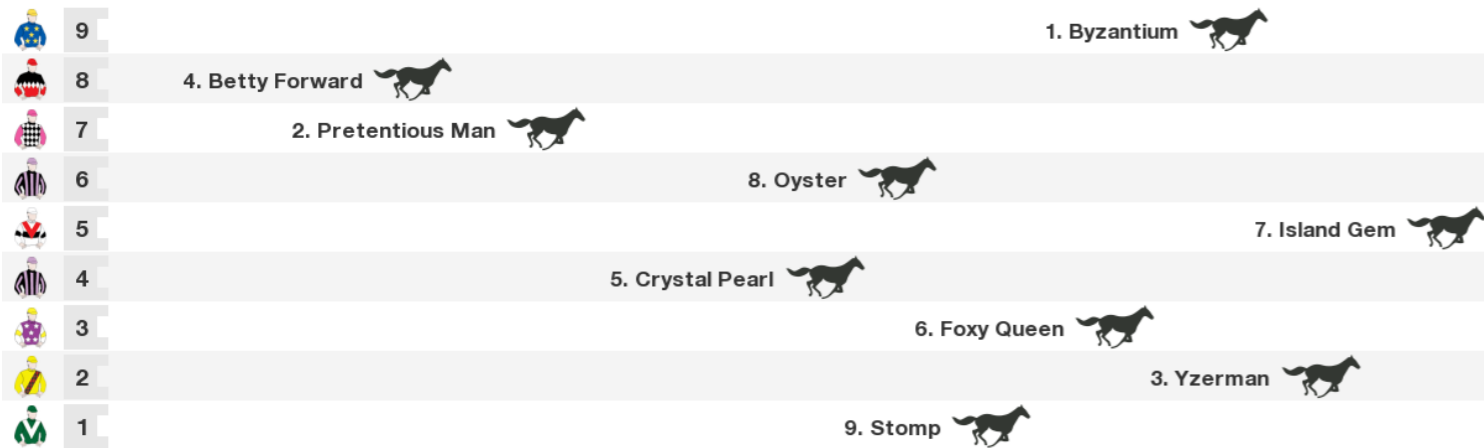 9 1. Byzantium
8 4. Betty Forward
7 2. Pretentious Man
6 8. Oyster
5 7. Island Gem
4 5. Crystal Pearl
3 6. Foxy Queen
2 3. Yzerman
1 9. Stomp